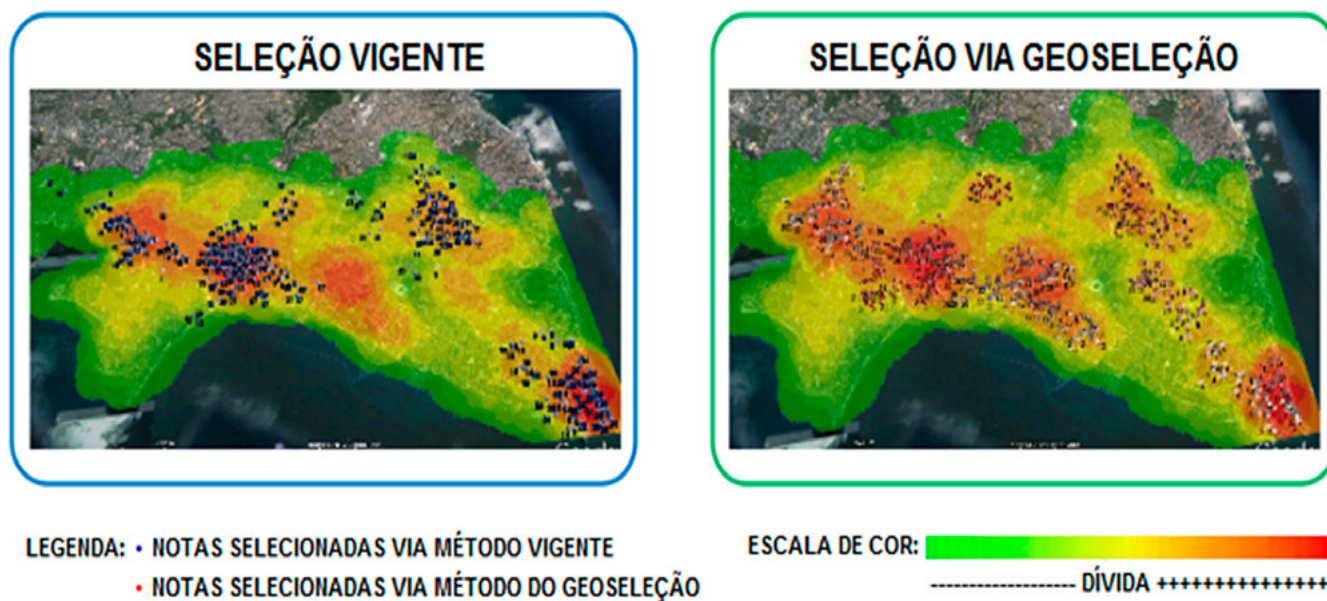 SELEÇÃO VIGENTE
SELEÇÃO VIA GEOSELEÇÃO
LEGENDA: • NOTAS SELECIONADAS VIA MÉTODO VIGENTE
• NOTAS SELECIONADAS VIA MÉTODO DO GEOSELEÇÃO
ESCALA DE COR:
------------------- DÍVIDA +++++++++++++++